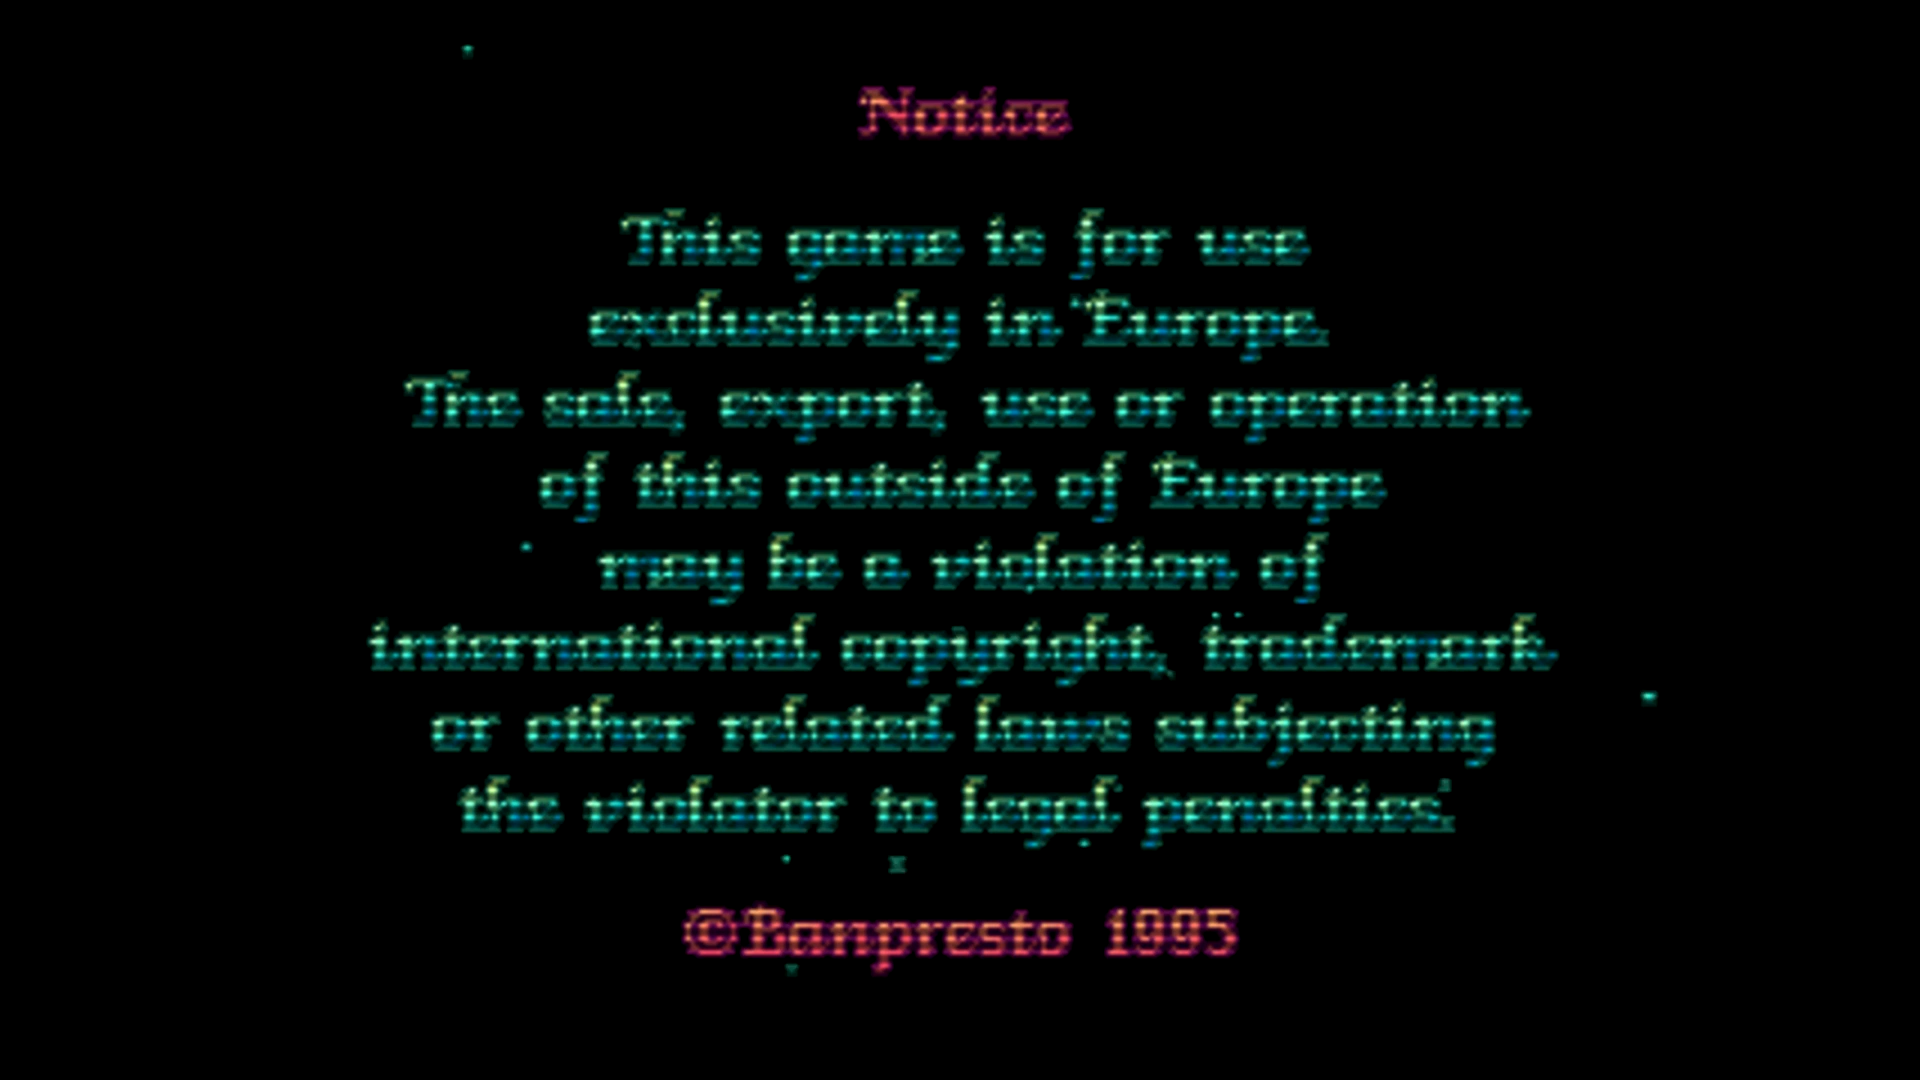 Notice
This game is for use
exclusively in Europe.
The sale, export, use or operation
of this outside of Europe
may be a violation of
international copyright, trademark
or other related laws subjecting
the violator to legal penalties.
©Banpresto 1995